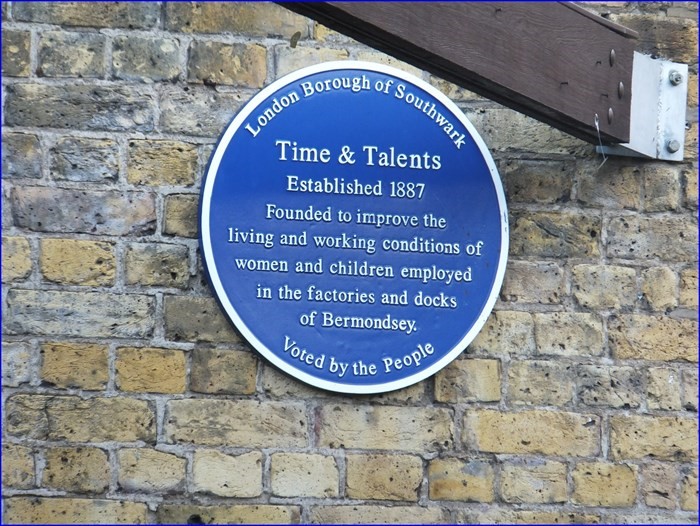 London Borough of Southwark
Time & Talents
Established 1887
Founded to improve the
living and working conditions of
women and children employed
in the factories and docks
of Bermondsey.
Voted by the People